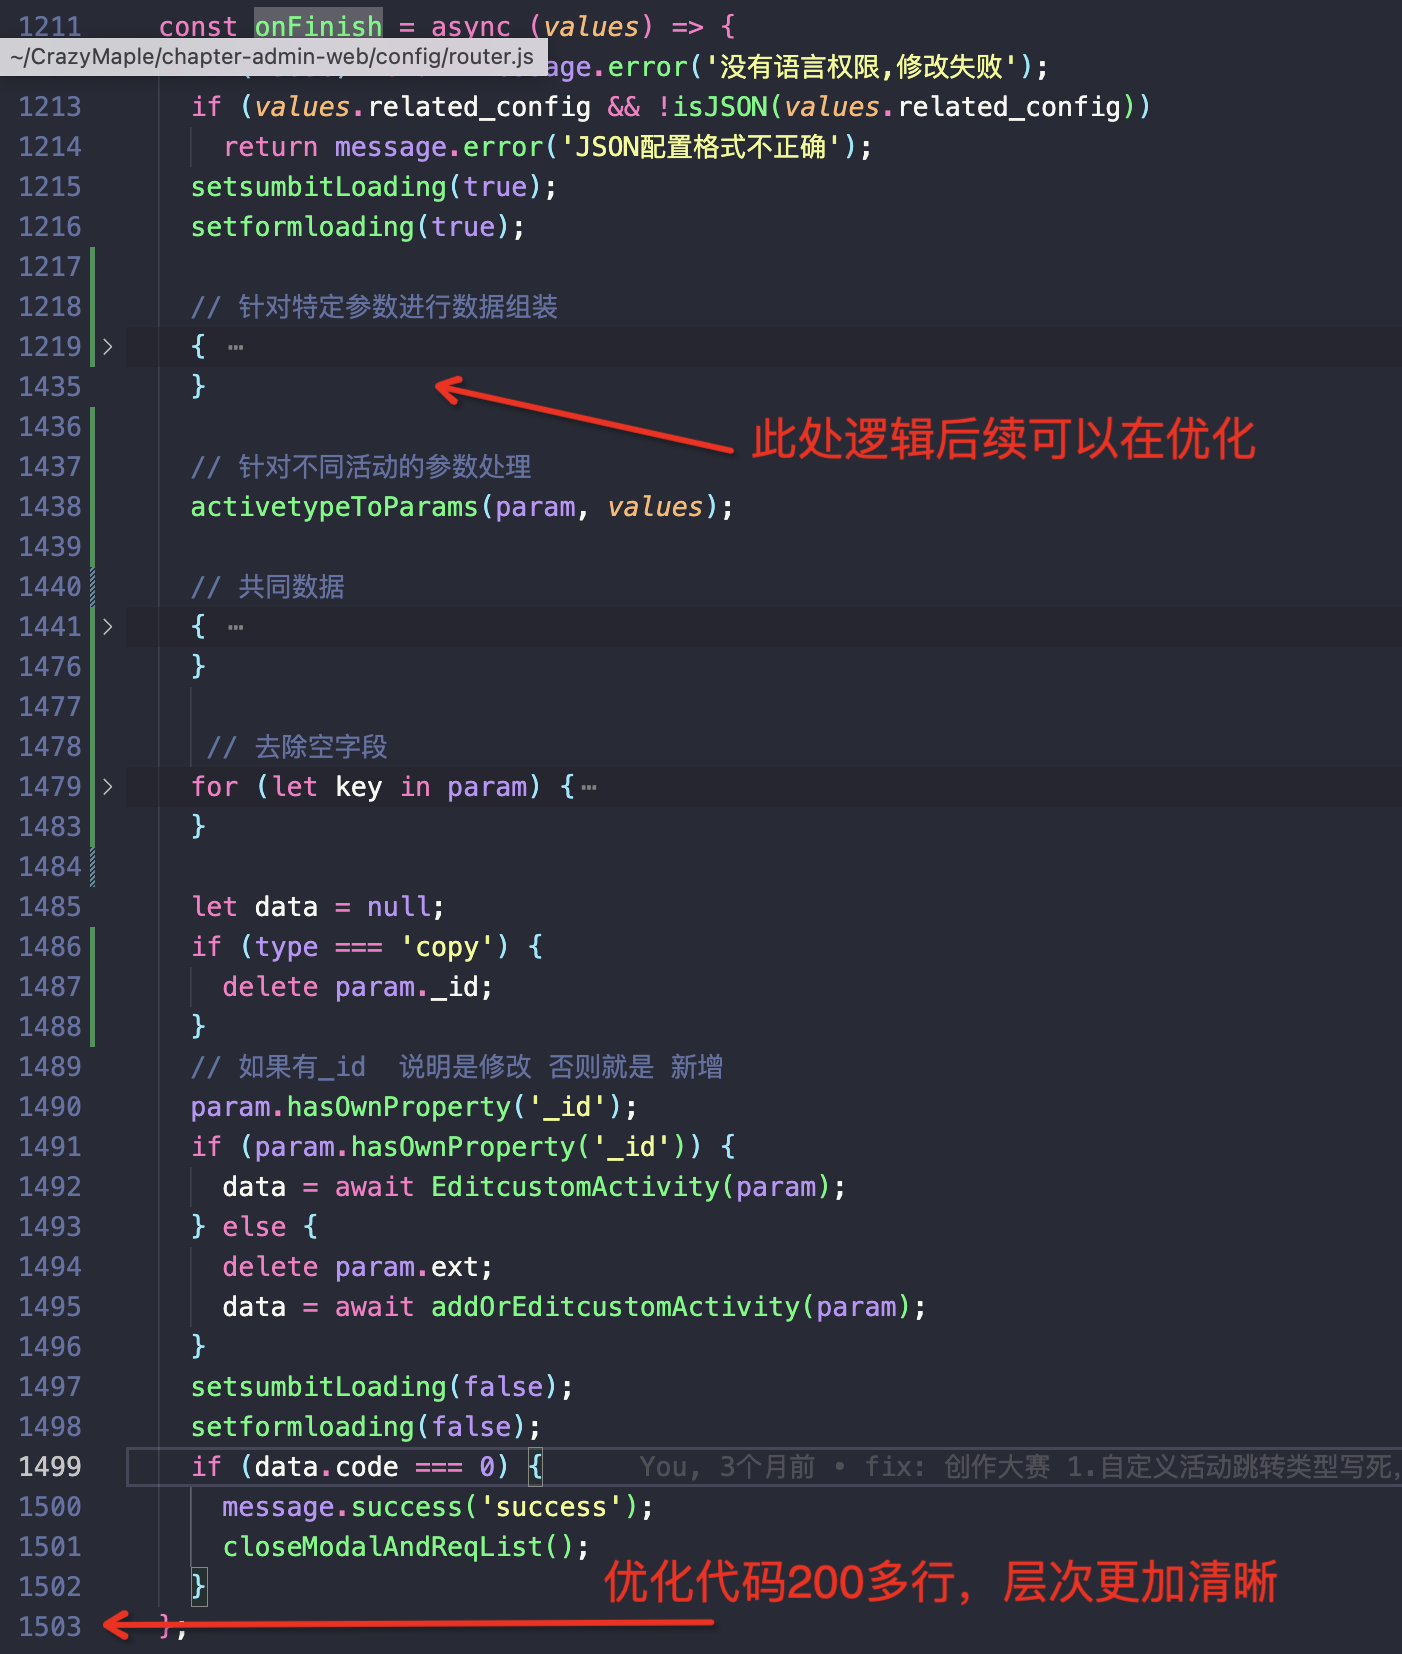 1211 const onFinish = async (values) => {
~/CrazyMaple/chapter-admin-web/config/router.js age.error('没有语言权限,修改失败');
1213 if (values.related_config && !isJSON(values.related_config))
1214 return message.error('JSON配置格式不正确');
1215 setsumbitLoading(true);
1216 setformloading(true);
1217
1218 // 针对特定参数进行数据组装
1219 { …
1435 }
此处逻辑后续可以在优化
1436
1437 // 针对不同活动的参数处理
1438 activetypeToParams(param, values);
1439
1440 // 共同数据
1441 { …
1476 }
1477
1478 // 去除空字段
1479 for (let key in param) {…
1483 }
1484
1485 let data = null;
1486 if (type === 'copy') {
1487 delete param._id;
1488 }
1489 // 如果有_id 说明是修改 否则就是 新增
1490 param.hasOwnProperty('_id');
1491 if (param.hasOwnProperty('_id')) {
1492 data = await EditcustomActivity(param);
1493 } else {
1494 delete param.ext;
1495 data = await addOrEditcustomActivity(param);
1496 }
1497 setsumbitLoading(false);
1498 setformloading(false);
1499 if (data.code === 0) { You, 3个月前 • fix: 创作大赛 1.自定义活动跳转类型写死,
1500 message.success('success');
1501 closeModalAndReqList();
1502 }
优化代码200多行，层次更加清晰
1503 };